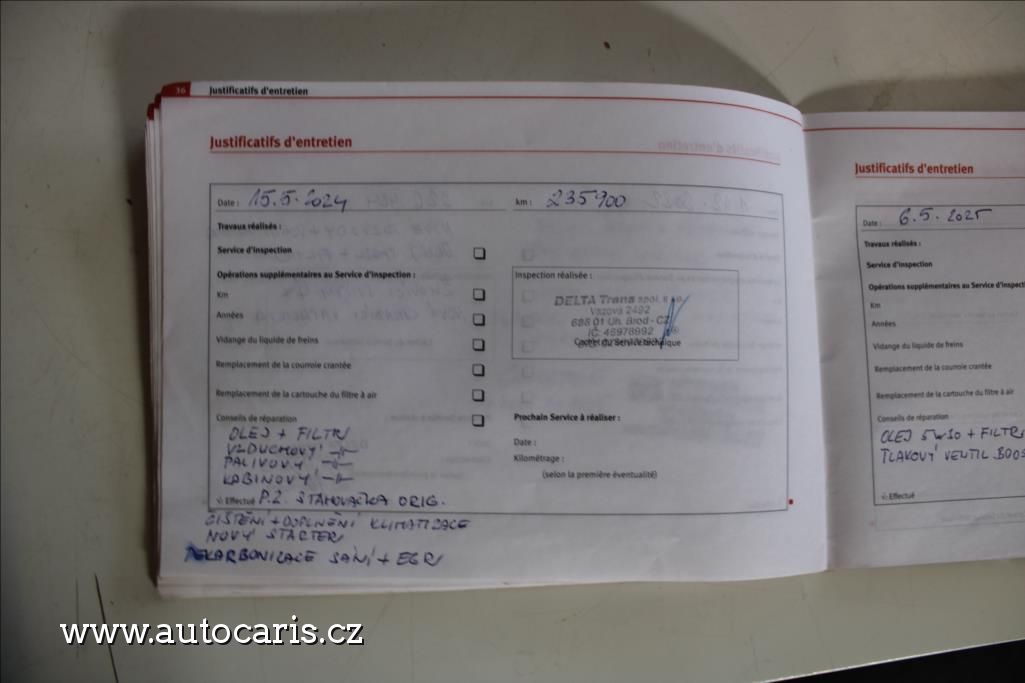 36 Justificatifs d'entretien
Justificatifs d'entretien
Date : 15.5.2024 km : 235900
Travaux réalisés :
Service d'inspection
Opérations supplémentaires au Service d'inspection :
Km
Années
Vidange du liquide de freins
Remplacement de la courroie crantée
Remplacement de la cartouche du filtre à air
Conseils de réparation
OLEJ + FILTR
VZDUCHOVÝ -"-
PALIVOVÝ -"-
KABINOVÝ -"-
Effectué P.Z. STAHOVAČKA ORIG.
ČIŠTĚNÍ + DOPLNĚNÍ KLIMATIZACE
NOVÝ STARTER
DEKARBONIZACE SÁNÍ + EGR
Inspection réalisée :
DELTA Trans spol. s r.o.
Vazová 2492
688 01 Uh. Brod - CZ
IČ: 46978992
Cachet du Service technique
Prochain Service à réaliser :
Date :
Kilométrage :
(selon la première éventualité)
Justificatifs d'entretien
Date : 6.5.2025
Travaux réalisés :
Service d'inspection
Opérations supplémentaires au Service d'inspecti
Km
Années
Vidange du liquide de freins
Remplacement de la courroie crantée
Remplacement de la cartouche du filtre à air
Conseils de réparation
OLEJ 5W30 + FILTR
TLAKOVÝ VENTIL BOOS
Effectué
www.autocaris.cz